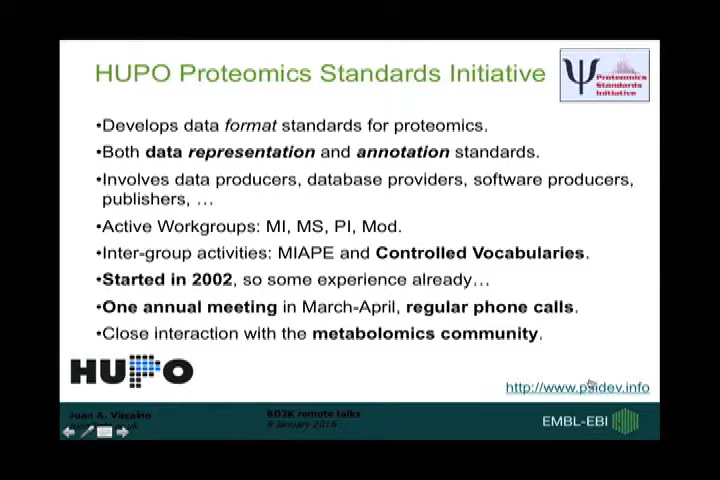 HUPO Proteomics Standards Initiative
Proteomics
Standards
Initiative
•Develops data format standards for proteomics.
•Both data representation and annotation standards.
•Involves data producers, database providers, software producers,
publishers, …
•Active Workgroups: MI, MS, PI, Mod.
•Inter-group activities: MIAPE and Controlled Vocabularies.
•Started in 2002, so some experience already…
•One annual meeting in March-April, regular phone calls.
•Close interaction with the metabolomics community.
HUPO
http://www.psidev.info
Juan A. Vizcaino
BD2K remote talks
8 January 2016
EMBL-EBI